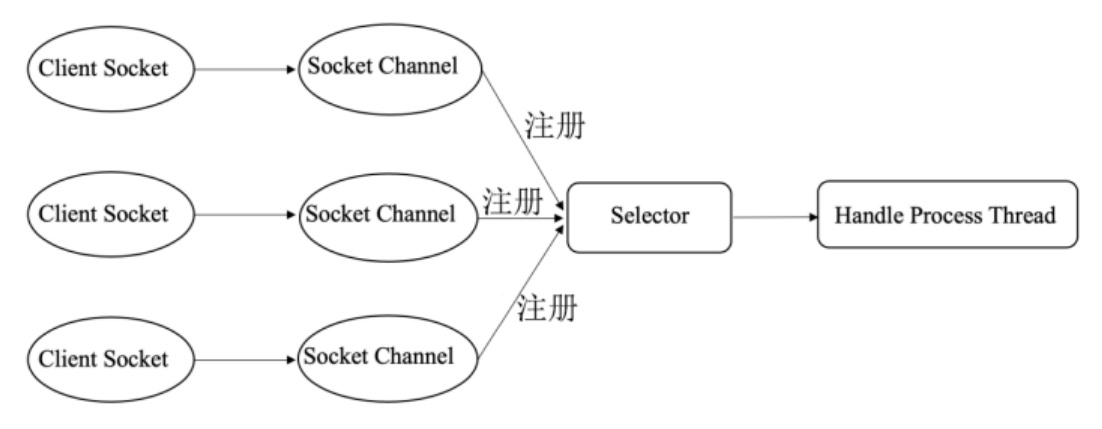 Client Socket
Socket Channel
注册
Client Socket
Socket Channel
注册
Selector
Handle Process Thread
注册
Client Socket
Socket Channel